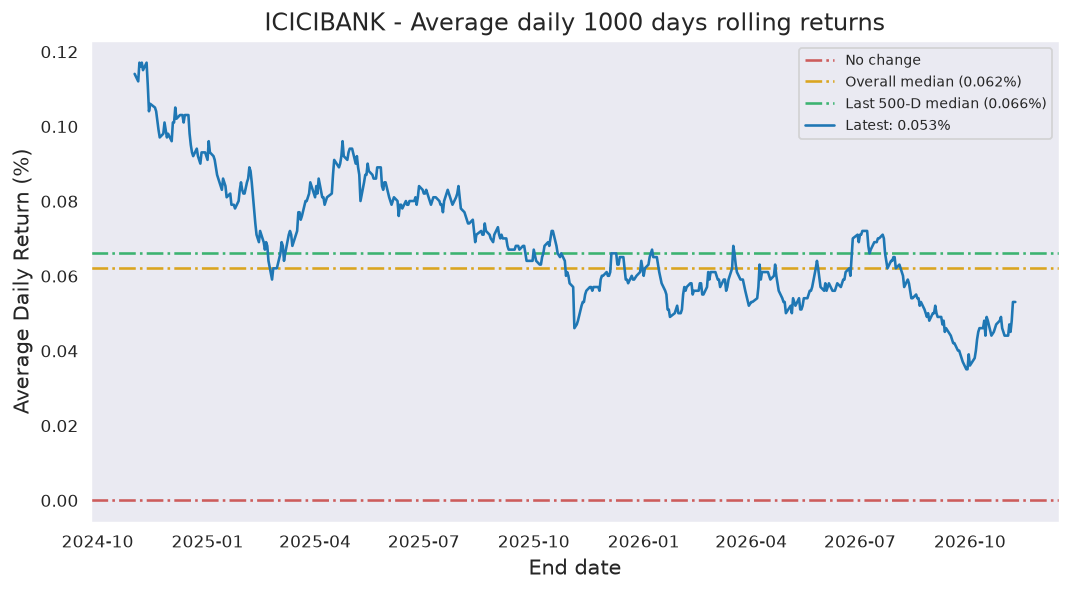 ICICIBANK - Average daily 1000 days rolling returns
No change
Overall median (0.062%)
Last 500-D median (0.066%)
Latest: 0.053%
Average Daily Return (%)
0.12
0.10
0.08
0.06
0.04
0.02
0.00
2024-10 2025-01 2025-04 2025-07 2025-10 2026-01 2026-04 2026-07 2026-10
End date